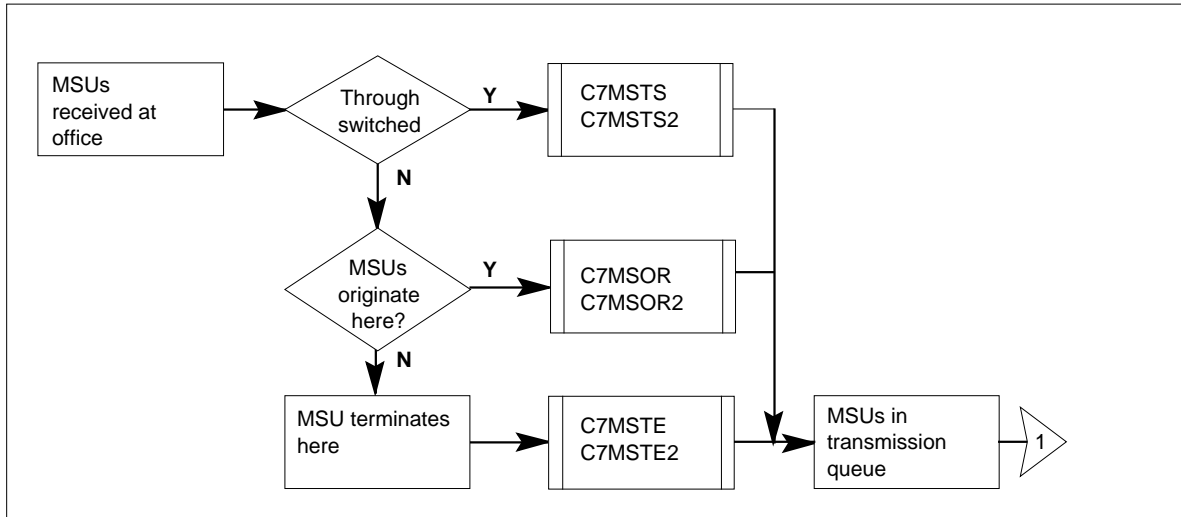 MSUs
received at
office
Through
switched
Y
C7MSTS
C7MSTS2
N
MSUs
originate
here?
Y
C7MSOR
C7MSOR2
N
MSU terminates
here
C7MSTE
C7MSTE2
MSUs in
transmission
queue
1